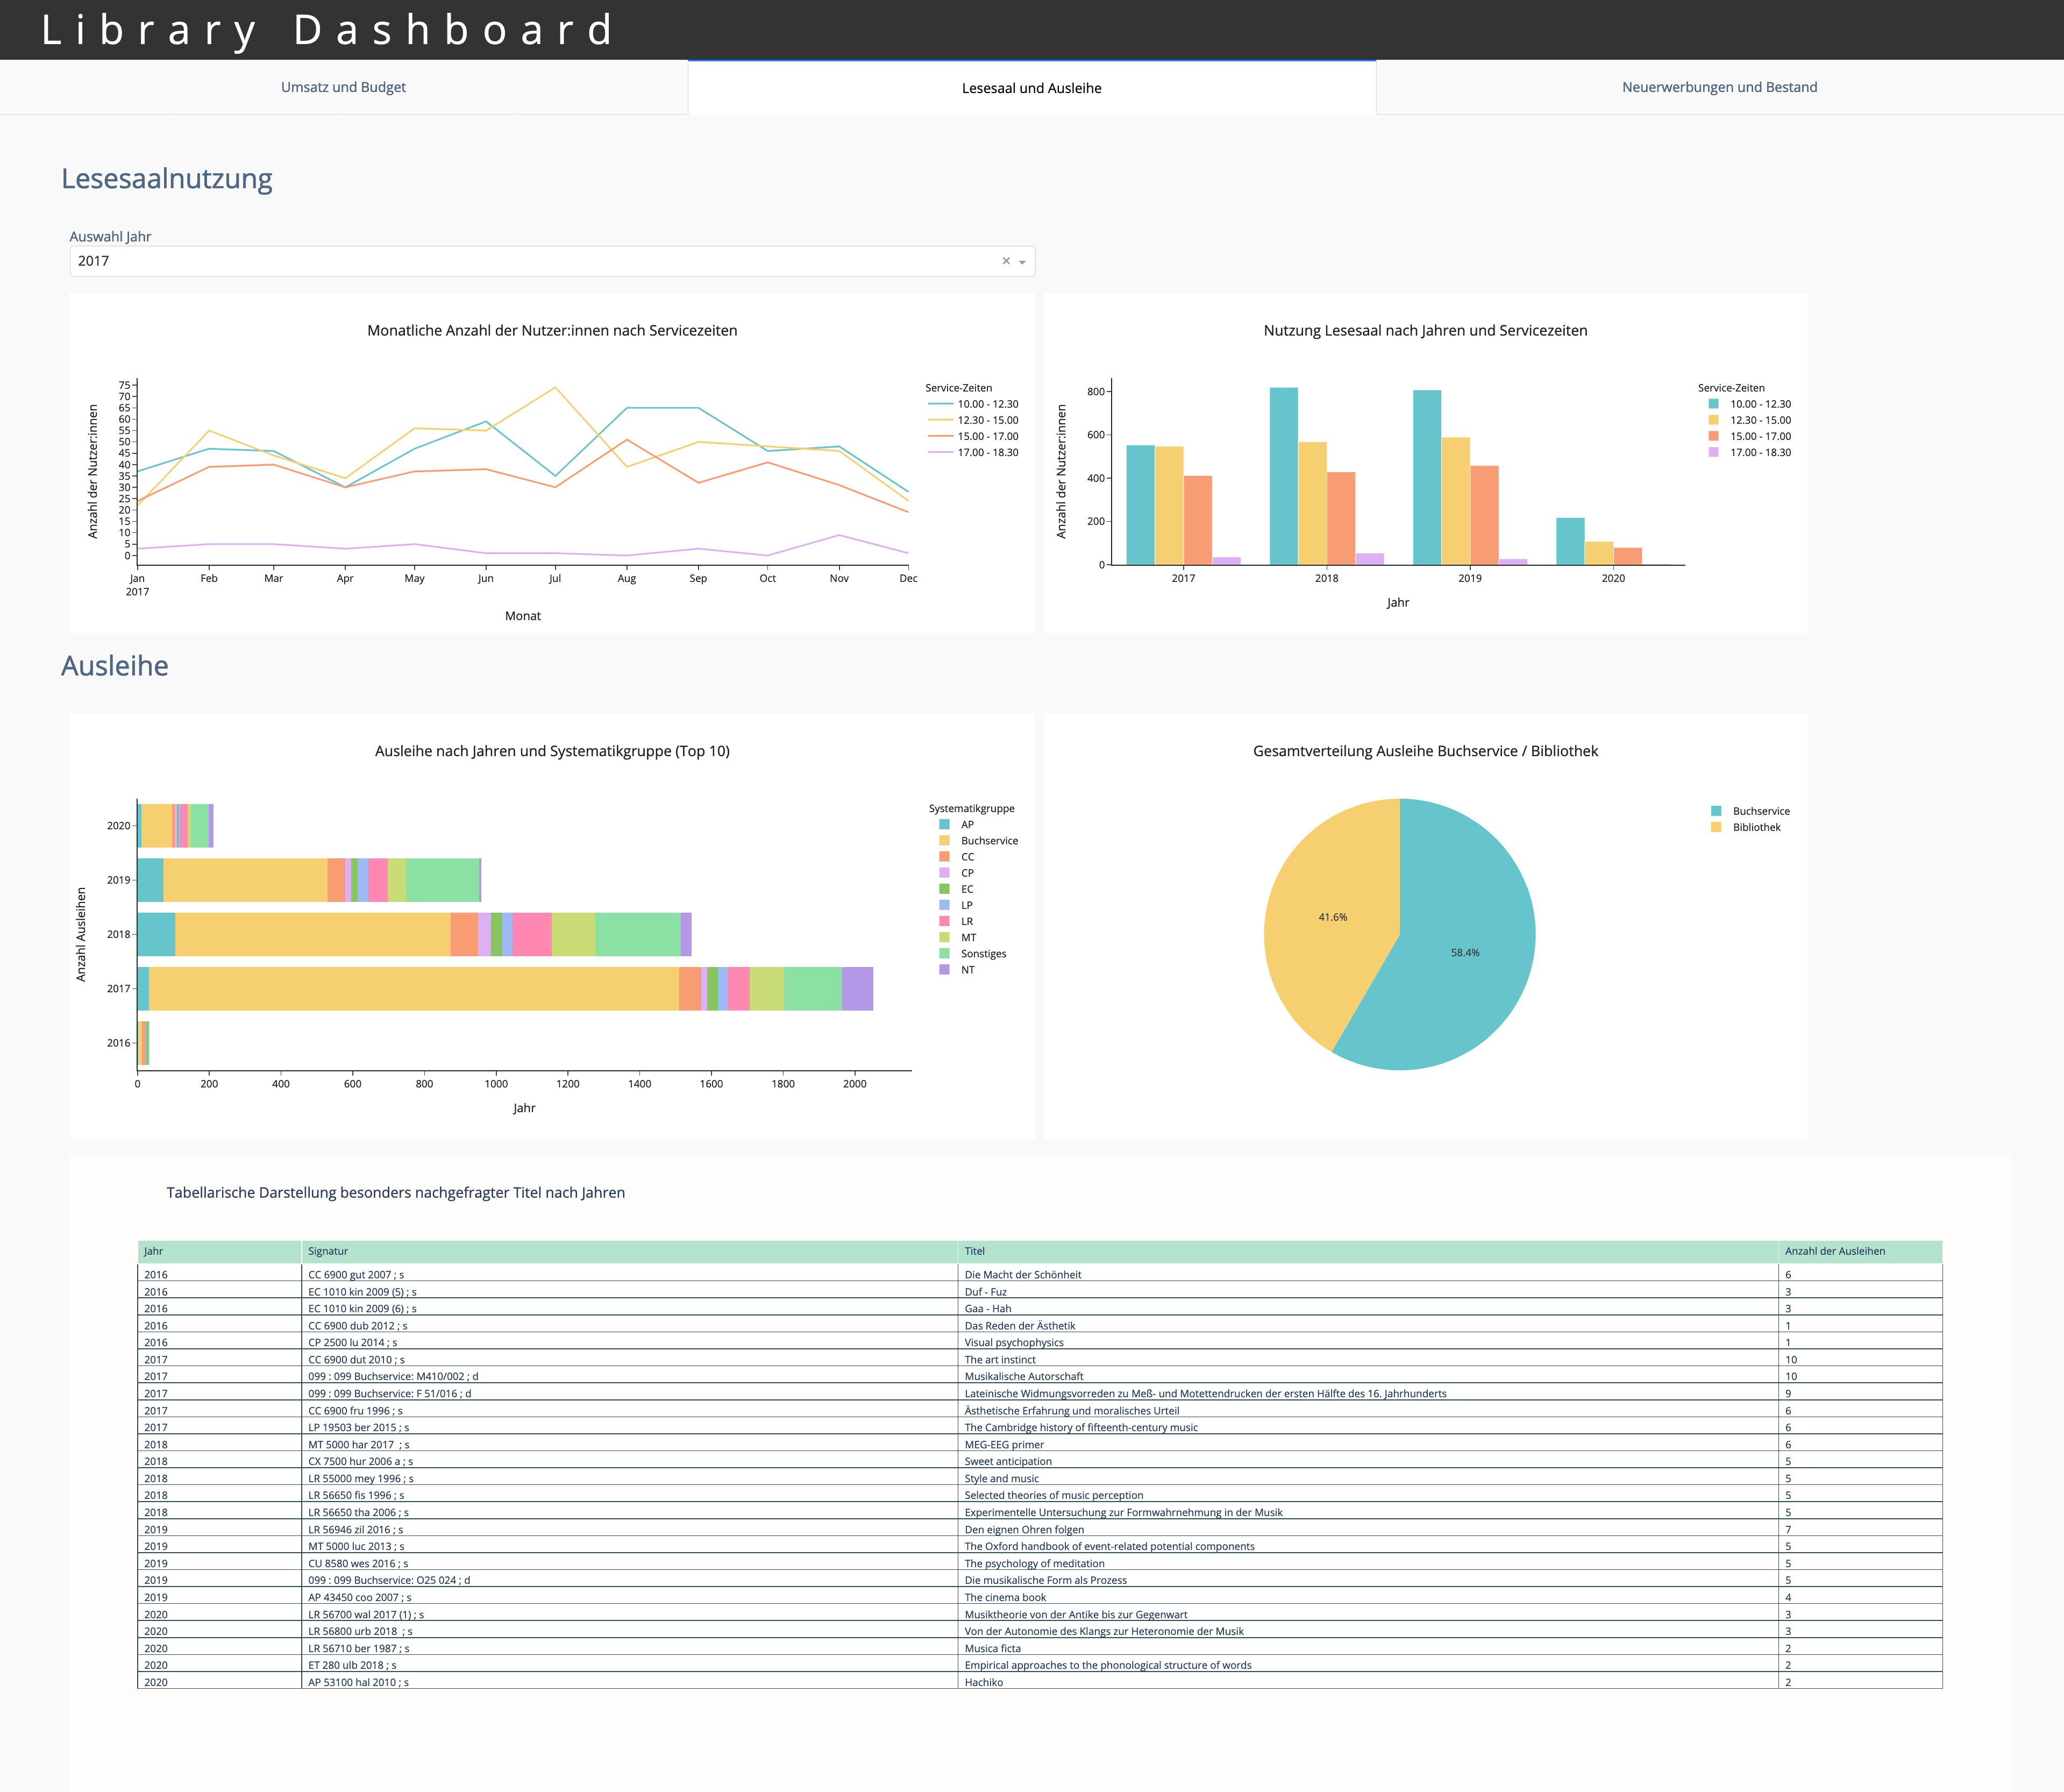 Library Dashboard
Umsatz und Budget
Lesesaal und Ausleihe
Neuerwerbungen und Bestand
Lesesaalnutzung
Auswahl Jahr
2017
Monatliche Anzahl der Nutzer:innen nach Servicezeiten
Anzahl der Nutzer:innen
75
70
65
60
55
50
45
40
35
30
25
20
15
10
5
0
Jan Feb Mar Apr May Jun Jul Aug Sep Oct Nov Dec
2017
Monat
Service-Zeiten
10.00 - 12.30
12.30 - 15.00
15.00 - 17.00
17.00 - 18.30
Nutzung Lesesaal nach Jahren und Servicezeiten
Anzahl der Nutzer:innen
800
600
400
200
0
2017 2018 2019 2020
Jahr
Service-Zeiten
10.00 - 12.30
12.30 - 15.00
15.00 - 17.00
17.00 - 18.30
Ausleihe
Ausleihe nach Jahren und Systematikgruppe (Top 10)
Anzahl Ausleihen
2020
2019
2018
2017
2016
0 200 400 600 800 1000 1200 1400 1600 1800 2000
Jahr
Systematikgruppe
AP
Buchservice
CC
CP
EC
LP
LR
MT
Sonstiges
NT
Gesamtverteilung Ausleihe Buchservice / Bibliothek
41.6%
58.4%
Buchservice
Bibliothek
Tabellarische Darstellung besonders nachgefragter Titel nach Jahren
Jahr Signatur Titel Anzahl der Ausleihen
2016 CC 6900 gut 2007 ; s Die Macht der Schönheit 6
2016 EC 1010 kin 2009 (5) ; s Duf - Fuz 3
2016 EC 1010 kin 2009 (6) ; s Gaa - Hah 3
2016 CC 6900 dub 2012 ; s Das Reden der Ästhetik 1
2016 CP 2500 lu 2014 ; s Visual psychophysics 1
2017 CC 6900 dut 2010 ; s The art instinct 10
2017 099 : 099 Buchservice: M410/002 ; d Musikalische Autorschaft 10
2017 099 : 099 Buchservice: F 51/016 ; d Lateinische Widmungsvorreden zu Meß- und Motettendrucken der ersten Hälfte des 16. Jahrhunderts 9
2017 CC 6900 fru 1996 ; s Ästhetische Erfahrung und moralisches Urteil 6
2017 LP 19503 ber 2015 ; s The Cambridge history of fifteenth-century music 6
2018 MT 5000 har 2017 ; s MEG-EEG primer 6
2018 CX 7500 hur 2006 a ; s Sweet anticipation 5
2018 LR 55000 mey 1996 ; s Style and music 5
2018 LR 56650 fis 1996 ; s Selected theories of music perception 5
2018 LR 56650 tha 2006 ; s Experimentelle Untersuchung zur Formwahrnehmung in der Musik 5
2019 LR 56946 zil 2016 ; s Den eignen Ohren folgen 7
2019 MT 5000 luc 2013 ; s The Oxford handbook of event-related potential components 5
2019 CU 8580 wes 2016 ; s The psychology of meditation 5
2019 099 : 099 Buchservice: O25 024 ; d Die musikalische Form als Prozess 5
2019 AP 43450 coo 2007 ; s The cinema book 4
2020 LR 56700 wal 2017 (1) ; s Musiktheorie von der Antike bis zur Gegenwart 3
2020 LR 56800 urb 2018 ; s Von der Autonomie des Klangs zur Heteronomie der Musik 3
2020 LR 56710 ber 1987 ; s Musica ficta 2
2020 ET 280 ulb 2018 ; s Empirical approaches to the phonological structure of words 2
2020 AP 53100 hal 2010 ; s Hachiko 2